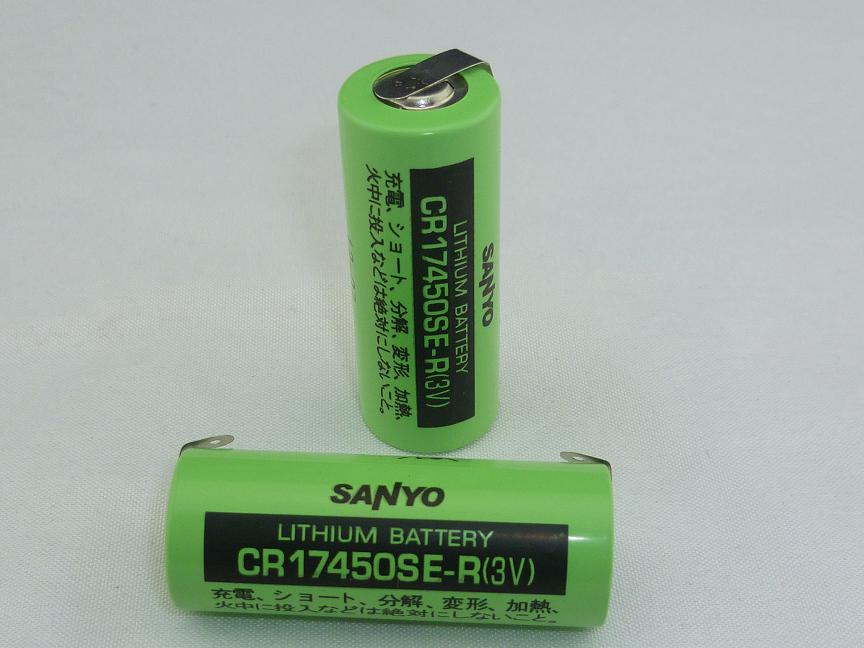 SANYO
LITHIUM BATTERY
CR17450SE-R(3V)
充電、ショート、分解、変形、加熱、
火中に投入などは絶対にしないこと。
SANYO
LITHIUM BATTERY
CR17450SE-R(3V)
充電、ショート、分解、変形、加熱、
火中に投入などは絶対にしないこと。